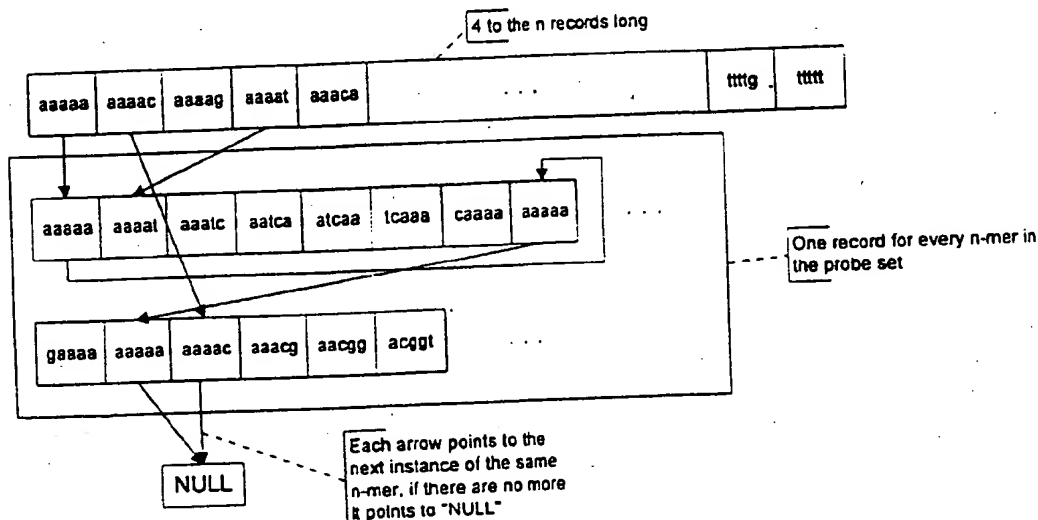 4 to the n records long
aaaaa aaaac aaaag aaaat aaaca . . . ttttg ttttt
aaaaa aaaat aaatc aatca atcaa tcaaa caaaa aaaaa . . .
One record for every n-mer in
the probe set
gaaaa aaaaa aaaac aaacg aacgg acggt . . .
Each arrow points to the
next instance of the same
n-mer, if there are no more
it points to "NULL"
NULL